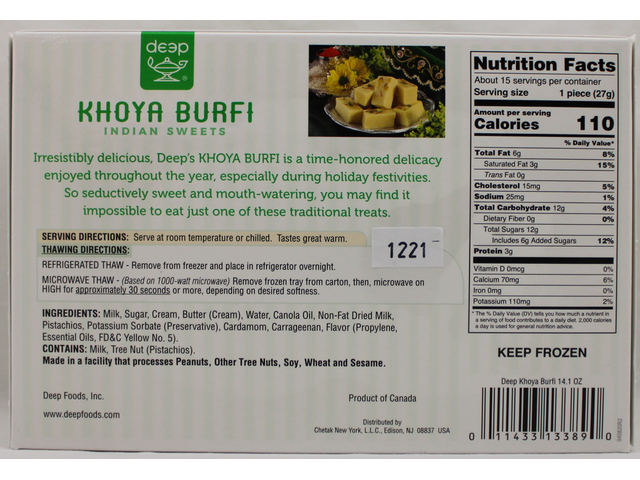 deep
KHOYA BURFI
INDIAN SWEETS
Irresistibly delicious, Deep's KHOYA BURFI is a time-honored delicacy
enjoyed throughout the year, especially during holiday festivities.
So seductively sweet and mouth-watering, you may find it
impossible to eat just one of these traditional treats.
SERVING DIRECTIONS: Serve at room temperature or chilled. Tastes great warm.
THAWING DIRECTIONS:
REFRIGERATED THAW - Remove from freezer and place in refrigerator overnight.
MICROWAVE THAW - (Based on 1000-watt microwave) Remove frozen tray from carton, then, microwave on
HIGH for approximately 30 seconds or more, depending on desired softness.
1221
INGREDIENTS: Milk, Sugar, Cream, Butter (Cream), Water, Canola Oil, Non-Fat Dried Milk,
Pistachios, Potassium Sorbate (Preservative), Cardamom, Carrageenan, Flavor (Propylene,
Essential Oils, FD&C Yellow No. 5).
CONTAINS: Milk, Tree Nut (Pistachios).
Made in a facility that processes Peanuts, Other Tree Nuts, Soy, Wheat and Sesame.
Deep Foods, Inc.
www.deepfoods.com
Product of Canada
Distributed by
Chetak New York, L.L.C., Edison, NJ 08837 USA
Nutrition Facts
About 15 servings per container
Serving size 1 piece (27g)
Amount per serving
Calories 110
% Daily Value*
Total Fat 6g 8%
Saturated Fat 3g 15%
Trans Fat 0g
Cholesterol 15mg 5%
Sodium 25mg 1%
Total Carbohydrate 12g 4%
Dietary Fiber 0g 0%
Total Sugars 12g
Includes 6g Added Sugars 12%
Protein 3g
Vitamin D 0mcg 0%
Calcium 70mg 6%
Iron 0mg 0%
Potassium 110mg 2%
* The % Daily Value (DV) tells you how much a nutrient in
a serving of food contributes to a daily diet. 2,000 calories
a day is used for general nutrition advice.
KEEP FROZEN
Deep Khoya Burfi 14.1 OZ
0 11433 13389 0